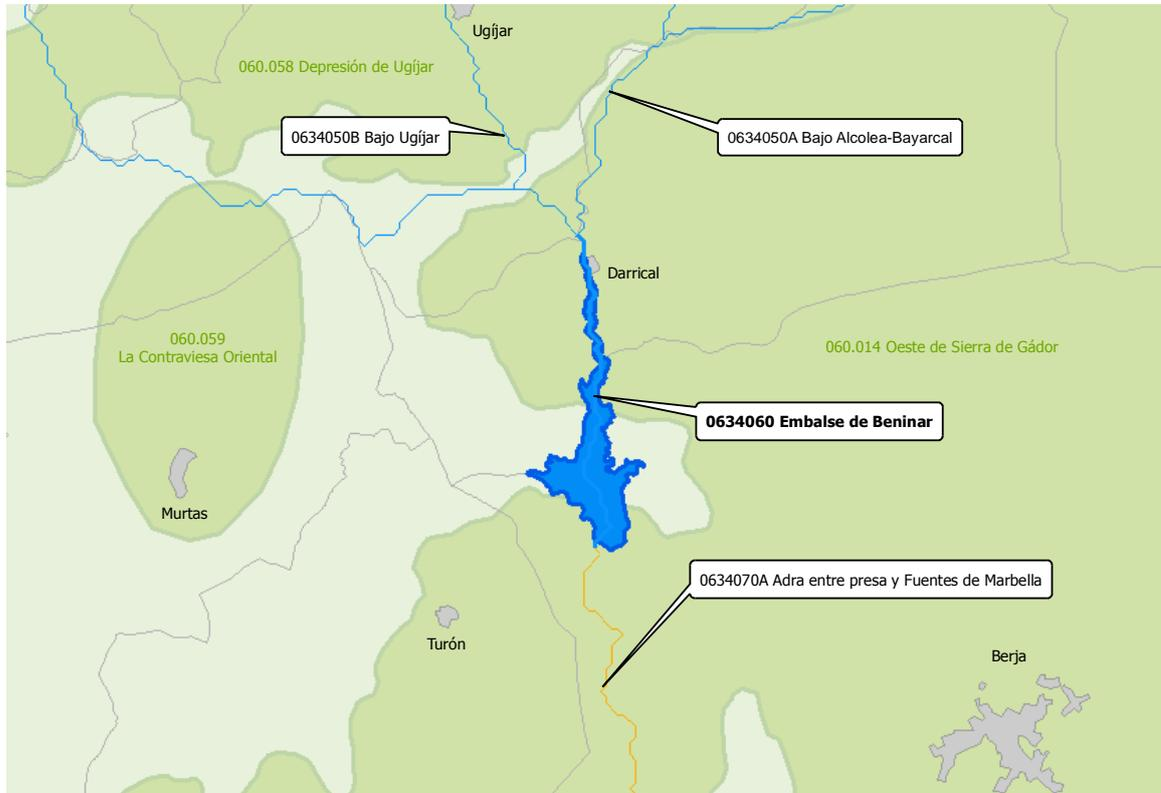 Ugíjar
060.058 Depresión de Ugíjar
0634050B Bajo Ugíjar
0634050A Bajo Alcolea-Bayarcal
Darrical
060.059
La Contraviesa Oriental
060.014 Oeste de Sierra de Gádor
0634060 Embalse de Beninar
Murtas
0634070A Adra entre presa y Fuentes de Marbella
Turón
Berja